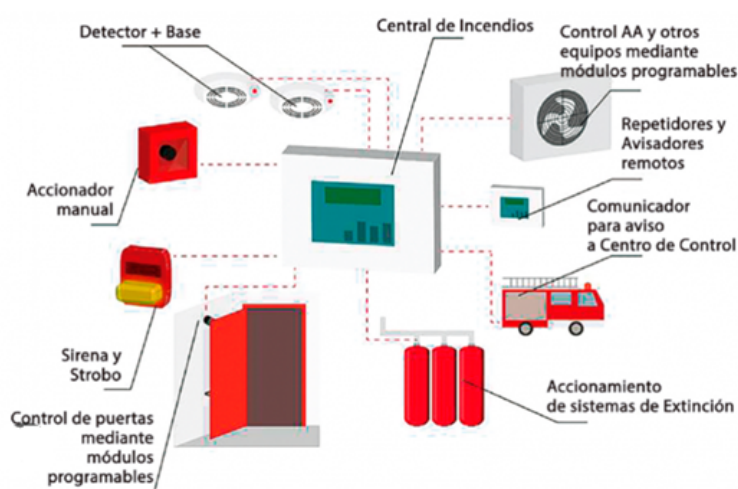 Detector + Base
Central de Incendios
Control AA y otros
equipos mediante
módulos programables
Repetidores y
Avisadores
remotos
Accionador
manual
Comunicador
para aviso
a Centro de Control
Sirena y
Strobo
Accionamiento
de sistemas de Extinción
Control de puertas
mediante
módulos
programables